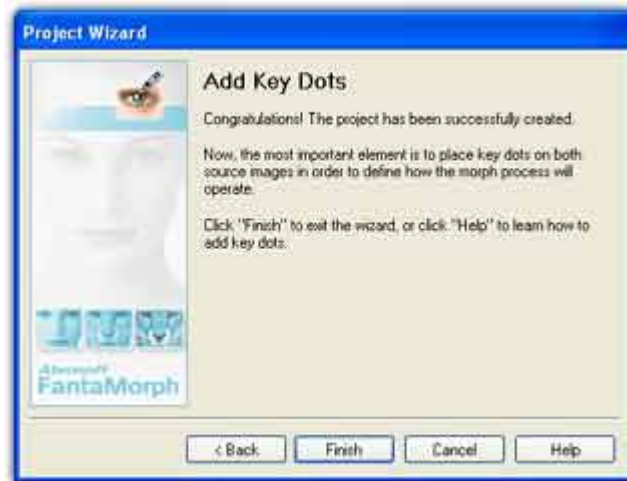 Project Wizard
Add Key Dots
Congratulations! The project has been successfully created.
Now, the most important element is to place key dots on both
source images in order to define how the morph process will
operate.
Click "Finish" to exit the wizard, or click "Help" to learn how to
add key dots.
Abrosoft
FantaMorph
< Back
Finish
Cancel
Help